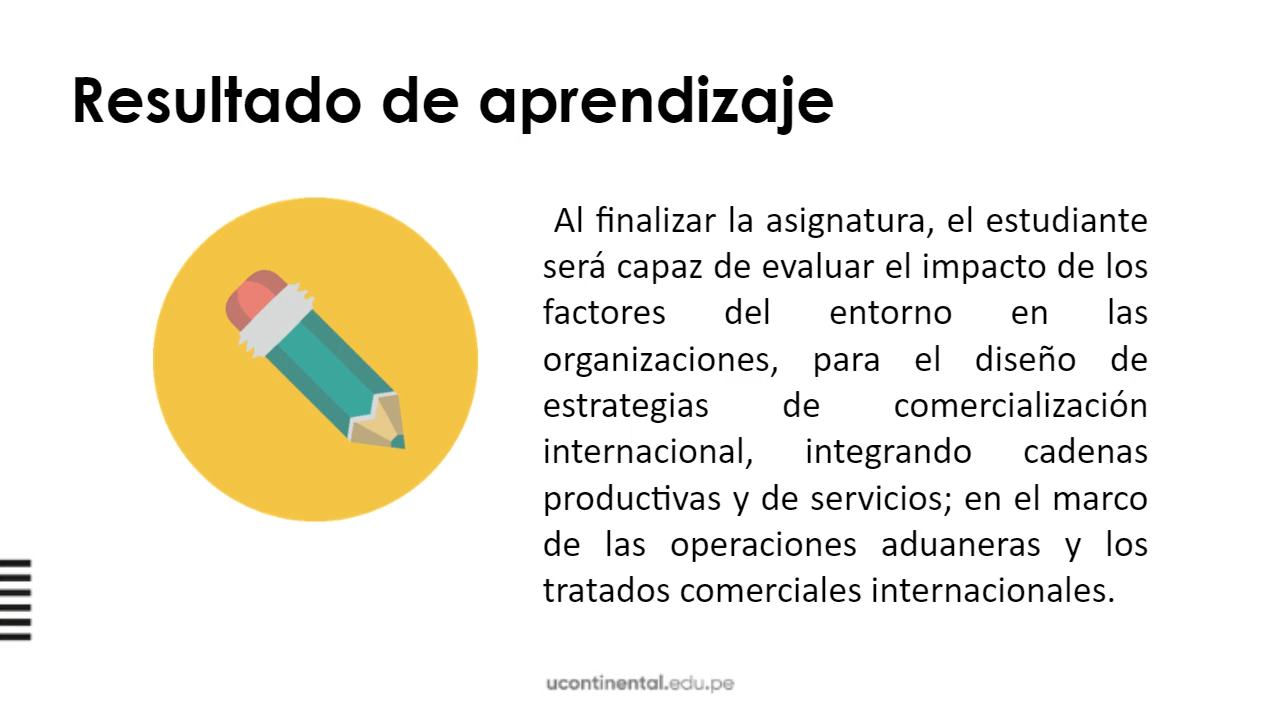 Resultado de aprendizaje
Al finalizar la asignatura, el estudiante
será capaz de evaluar el impacto de los
factores del entorno en las
organizaciones, para el diseño de
estrategias de comercialización
internacional, integrando cadenas
productivas y de servicios; en el marco
de las operaciones aduaneras y los
tratados comerciales internacionales.
ucontinental.edu.pe